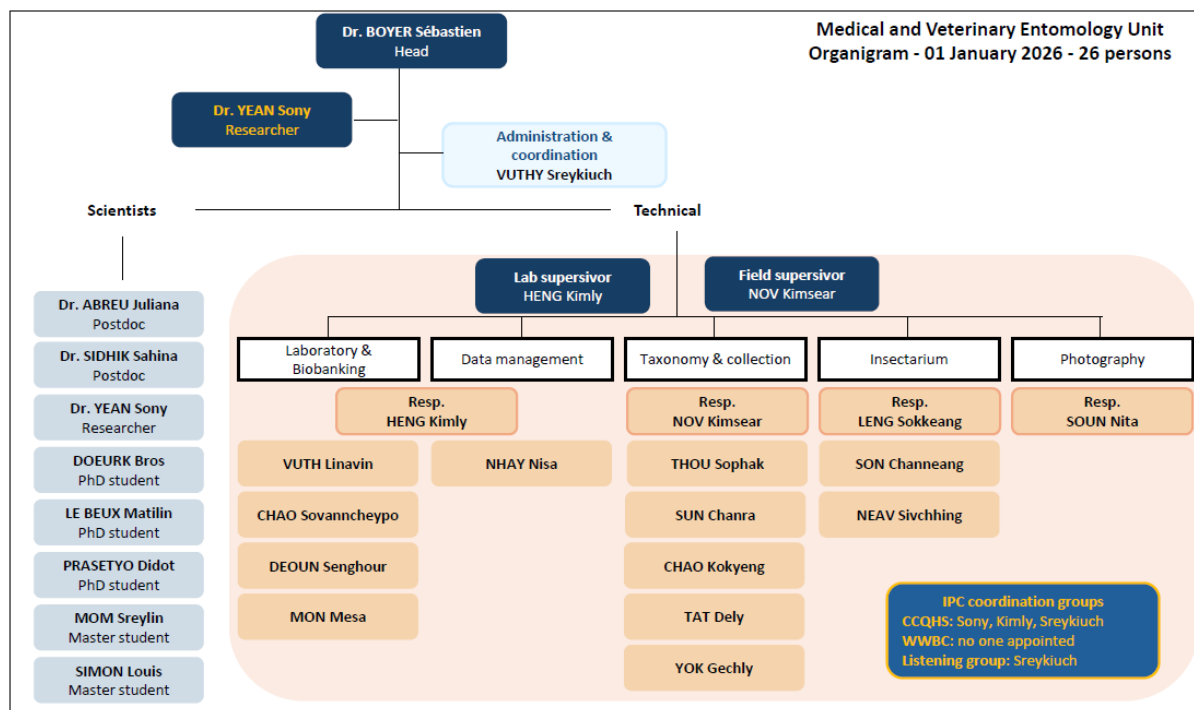 Dr. BOYER Sébastien
Head
Medical and Veterinary Entomology Unit
Organigram - 01 January 2026 - 26 persons
Dr. YEAN Sony
Researcher
Administration &
coordination
VUTHY Sreykiuch
Scientists
Technical
Lab supersivor
HENG Kimly
Field supersivor
NOV Kimsear
Dr. ABREU Juliana
Postdoc
Dr. SIDHIK Sahina
Postdoc
Dr. YEAN Sony
Researcher
DOEURK Bros
PhD student
LE BEUX Matilin
PhD student
PRASETYO Didot
PhD student
MOM Sreylin
Master student
SIMON Louis
Master student
Laboratory &
Biobanking
Data management
Taxonomy & collection
Insectarium
Photography
Resp.
HENG Kimly
Resp.
NOV Kimsear
Resp.
LENG Sokkeang
Resp.
SOUN Nita
VUTH Linavin
NHAY Nisa
THOU Sophak
SON Channeang
CHAO Sovanncheypo
SUN Chanra
NEAV Sivchhing
DEOUN Senghour
CHAO Kokyeng
MON Mesa
TAT Dely
YOK Gechly
IPC coordination groups
CCQHS: Sony, Kimly, Sreykiuch
WWBC: no one appointed
Listening group: Sreykiuch